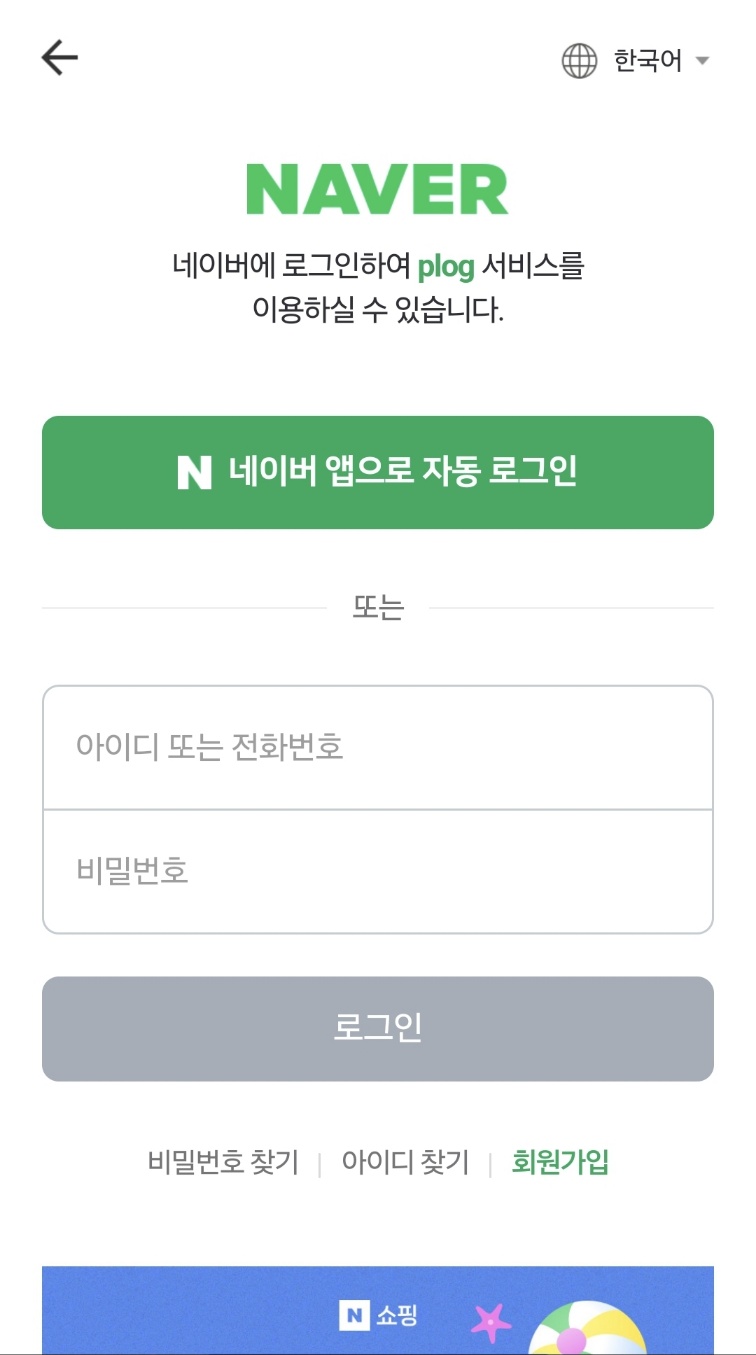 한국어
NAVER
네이버에 로그인하여 plog 서비스를
이용하실 수 있습니다.
N 네이버 앱으로 자동 로그인
또는
아이디 또는 전화번호
비밀번호
로그인
비밀번호 찾기 | 아이디 찾기 | 회원가입
N 쇼핑